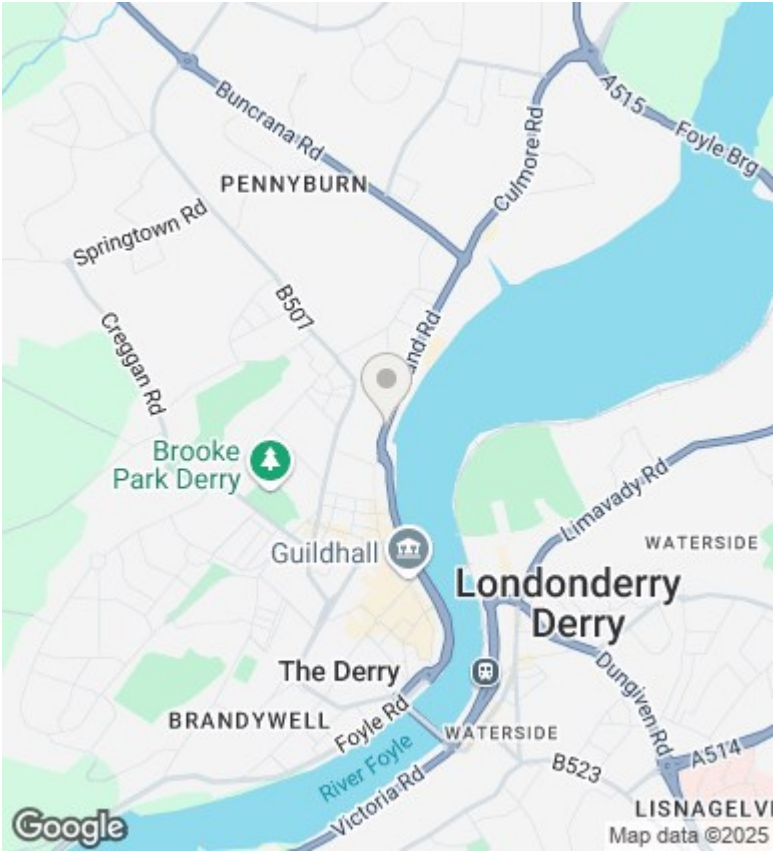 A515
Foyle Brg
Buncrana Rd
Culmore Rd
PENNYBURN
Springtown Rd
B507
and Rd
Creggan Rd
Brooke
Park Derry
Limavady Rd
WATERSIDE
Guildhall
Londonderry
Derry
The Derry
Dungiven Rd
BRANDYWELL
Foyle Rd
WATERSIDE
River Foyle
A514
B523
Victoria Rd
LISNAGELVI
Google
Map data ©2025